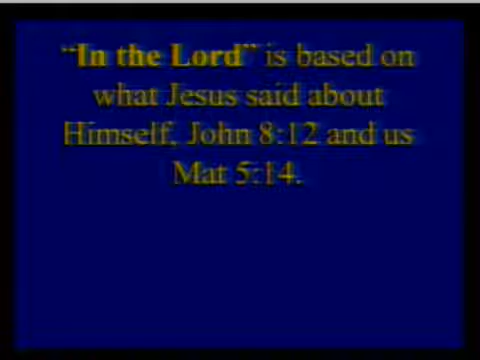 “In the Lord” is based on
what Jesus said about
Himself, John 8:12 and us
Mat 5:14.